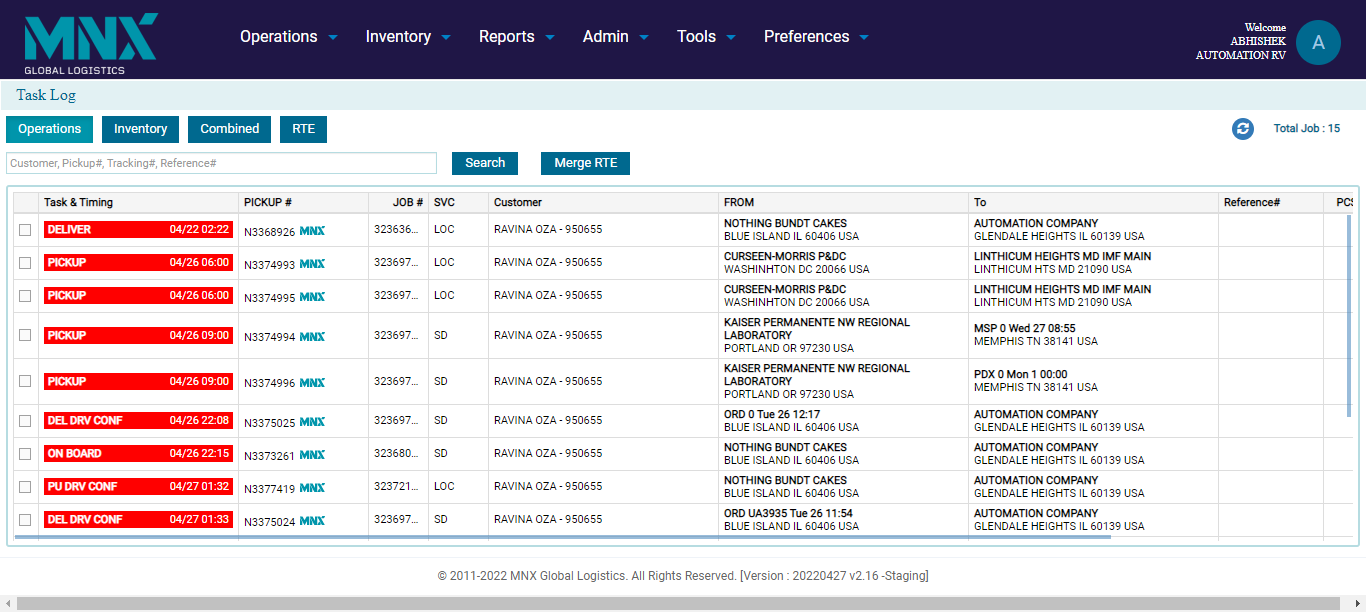 MNX
GLOBAL LOGISTICS
Operations Inventory Reports Admin Tools Preferences
Welcome
ABHISHEK
AUTOMATION RV
A
Task Log
Operations Inventory Combined RTE
Total Job : 15
Customer, Pickup#, Tracking#, Reference#
Search
Merge RTE
Task & Timing PICKUP # JOB # SVC Customer FROM To Reference# PCS
DELIVER 04/22 02:22 N3368926 MNX 323636... LOC RAVINA OZA - 950655 NOTHING BUNDT CAKES AUTOMATION COMPANY
BLUE ISLAND IL 60406 USA GLENDALE HEIGHTS IL 60139 USA
PICKUP 04/26 06:00 N3374993 MNX 323697... LOC RAVINA OZA - 950655 CURSEEN-MORRIS P&DC LINTHICUM HEIGHTS MD IMF MAIN
WASHINHTON DC 20066 USA LINTHICUM HTS MD 21090 USA
PICKUP 04/26 06:00 N3374995 MNX 323697... LOC RAVINA OZA - 950655 CURSEEN-MORRIS P&DC LINTHICUM HEIGHTS MD IMF MAIN
WASHINHTON DC 20066 USA LINTHICUM HTS MD 21090 USA
PICKUP 04/26 09:00 N3374994 MNX 323697... SD RAVINA OZA - 950655 KAISER PERMANENTE NW REGIONAL
LABORATORY MSP 0 Wed 27 08:55
PORTLAND OR 97230 USA MEMPHIS TN 38141 USA
PICKUP 04/26 09:00 N3374996 MNX 323697... SD RAVINA OZA - 950655 KAISER PERMANENTE NW REGIONAL
LABORATORY PDX 0 Mon 1 00:00
PORTLAND OR 97230 USA MEMPHIS TN 38141 USA
DEL DRV CONF 04/26 22:08 N3375025 MNX 323697... SD RAVINA OZA - 950655 ORD 0 Tue 26 12:17 AUTOMATION COMPANY
BLUE ISLAND IL 60406 USA GLENDALE HEIGHTS IL 60139 USA
ON BOARD 04/26 22:15 N3373261 MNX 323680... SD RAVINA OZA - 950655 NOTHING BUNDT CAKES AUTOMATION COMPANY
BLUE ISLAND IL 60406 USA GLENDALE HEIGHTS IL 60139 USA
PU DRV CONF 04/27 01:32 N3377419 MNX 323721... LOC RAVINA OZA - 950655 NOTHING BUNDT CAKES AUTOMATION COMPANY
BLUE ISLAND IL 60406 USA GLENDALE HEIGHTS IL 60139 USA
DEL DRV CONF 04/27 01:33 N3375024 MNX 323697... SD RAVINA OZA - 950655 ORD UA3935 Tue 26 11:54 AUTOMATION COMPANY
BLUE ISLAND IL 60406 USA GLENDALE HEIGHTS IL 60139 USA
© 2011-2022 MNX Global Logistics. All Rights Reserved. [Version : 20220427 v2.16 -Staging]